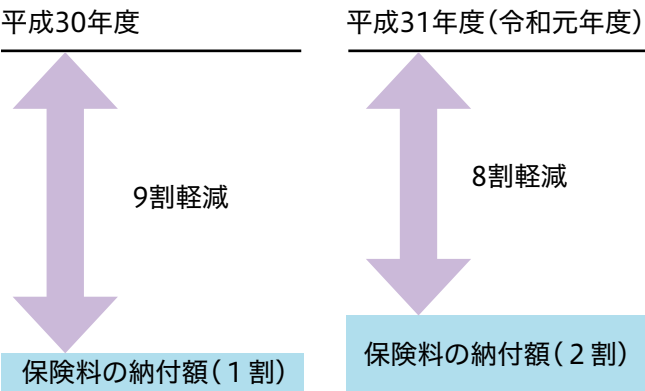 平成30年度
9割軽減
保険料の納付額(1割)
平成31年度(令和元年度)
8割軽減
保険料の納付額(2割)